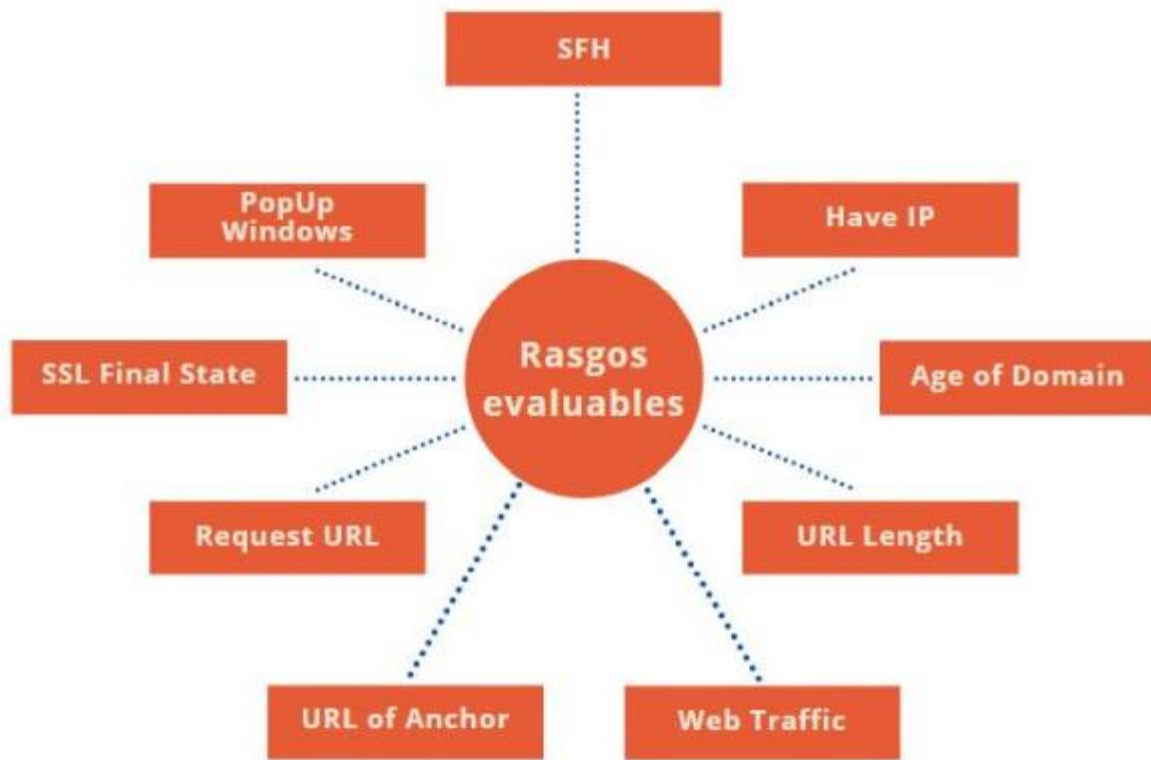 SFH
PopUp
Windows
Have IP
SSL Final State
Rasgos
evaluables
Age of Domain
Request URL
URL Length
URL of Anchor
Web Traffic